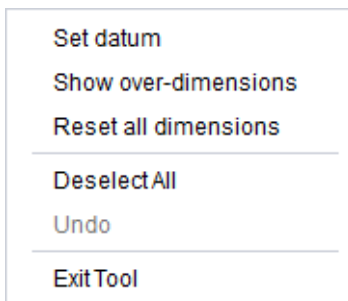 Set datum
Show over-dimensions
Reset all dimensions
Deselect All
Undo
Exit Tool